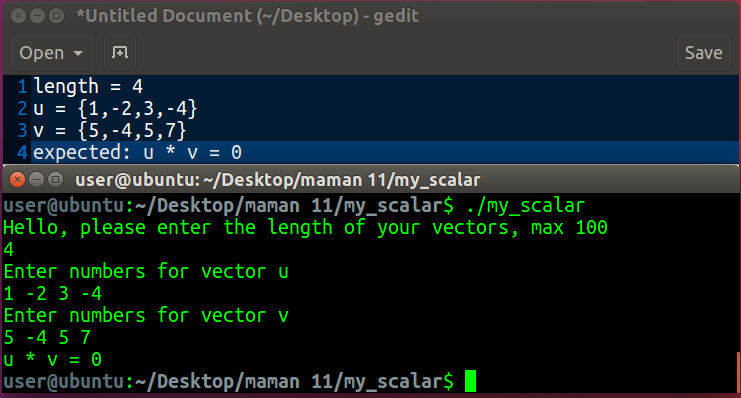 *Untitled Document (~/Desktop) - gedit
Open Save
1 length = 4
2 u = {1,-2,3,-4}
3 v = {5,-4,5,7}
4 expected: u * v = 0
user@ubuntu: ~/Desktop/maman 11/my_scalar
user@ubuntu:~/Desktop/maman 11/my_scalar$ ./my_scalar
Hello, please enter the length of your vectors, max 100
4
Enter numbers for vector u
1 -2 3 -4
Enter numbers for vector v
5 -4 5 7
u * v = 0
user@ubuntu:~/Desktop/maman 11/my_scalar$